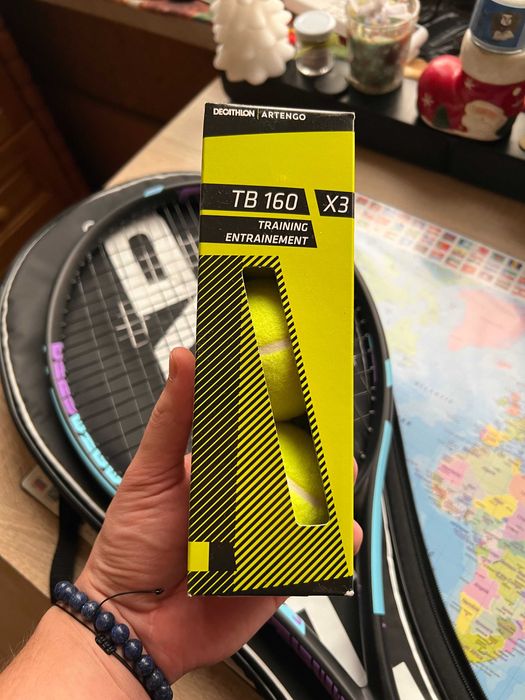 DECATHLON | ARTENGO
TB 160 X3
TRAINING
ENTRAINEMENT